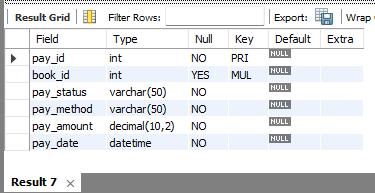 Result Grid Filter Rows: Export: Wrap C
Field Type Null Key Default Extra
pay_id int NO PRI NULL
book_id int YES MUL NULL
pay_status varchar(50) NO NULL
pay_method varchar(50) NO NULL
pay_amount decimal(10,2) NO NULL
pay_date datetime NO NULL
Result 7 ×